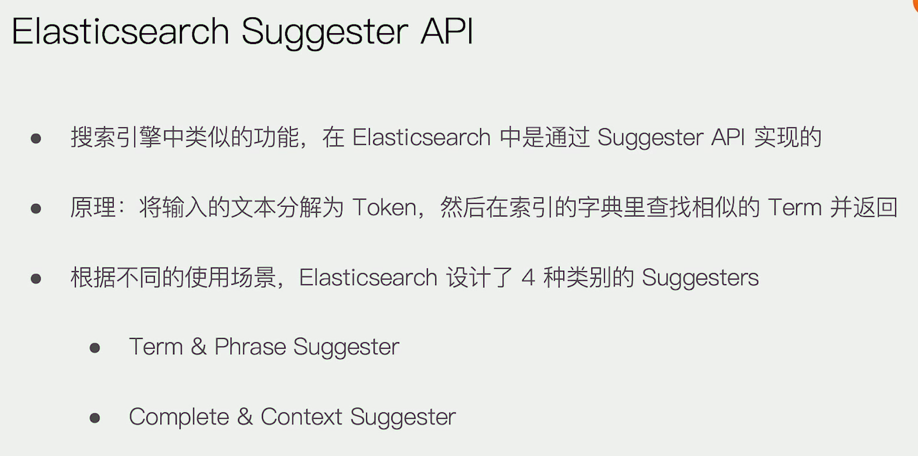 Elasticsearch Suggester API
● 搜索引擎中类似的功能，在 Elasticsearch 中是通过 Suggester API 实现的
● 原理：将输入的文本分解为 Token，然后在索引的字典里查找相似的 Term 并返回
● 根据不同的使用场景，Elasticsearch 设计了 4 种类别的 Suggesters
● Term & Phrase Suggester
● Complete & Context Suggester